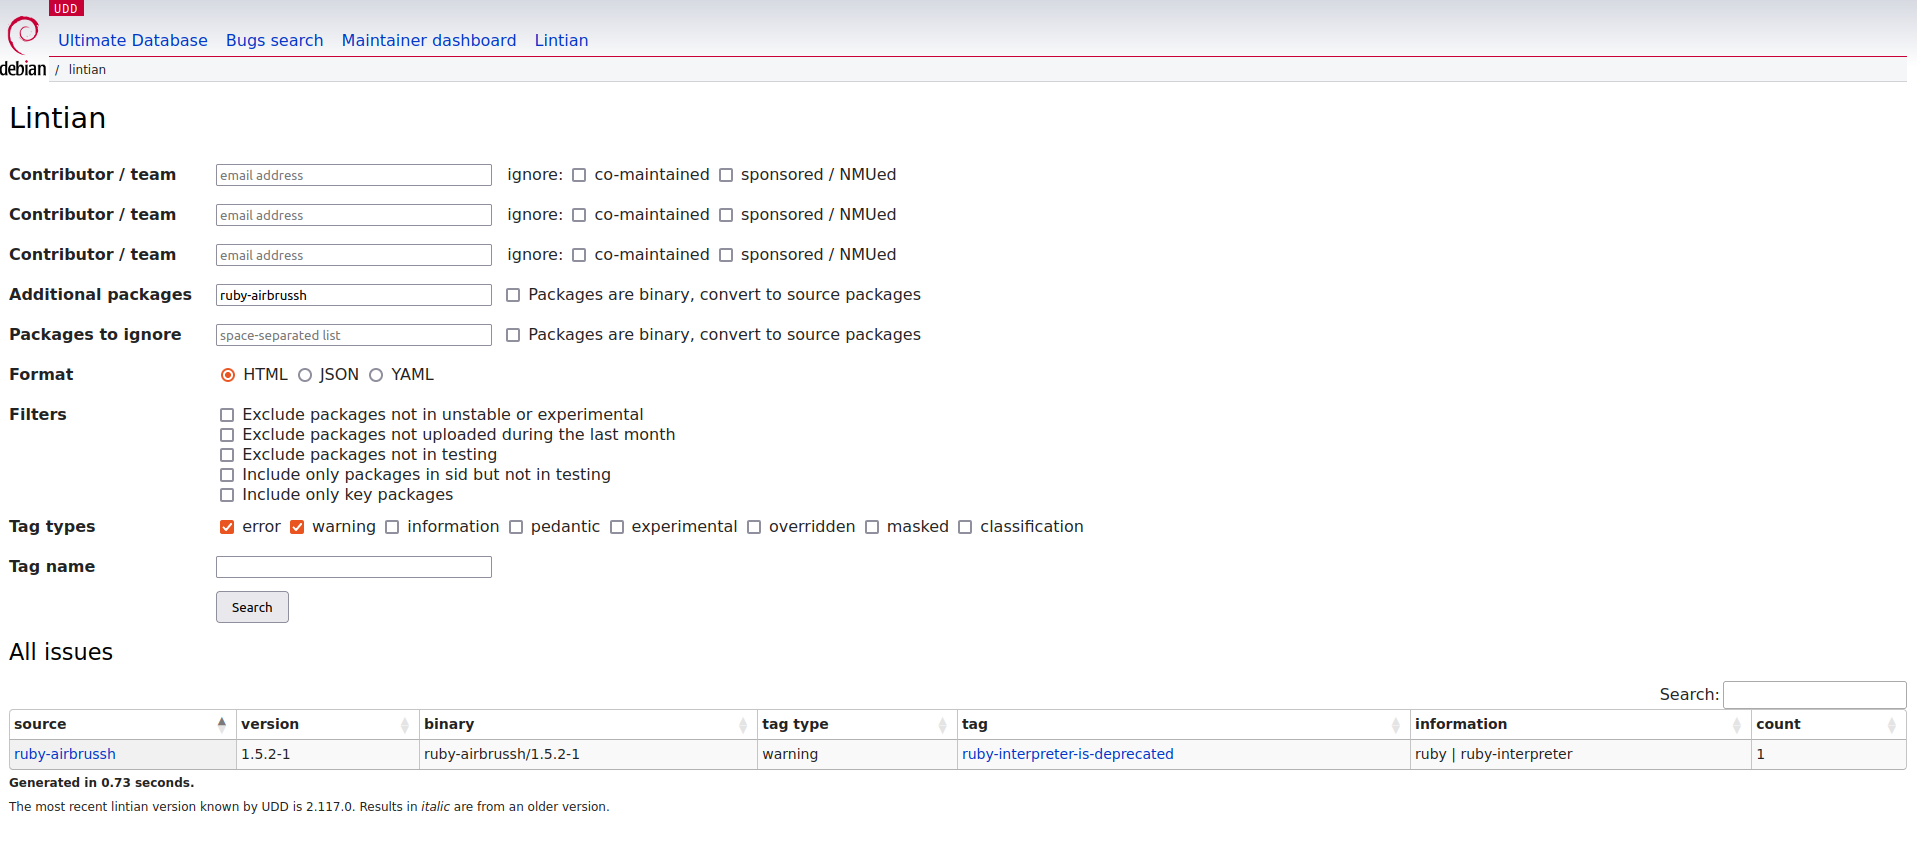 UDD
Ultimate Database Bugs search Maintainer dashboard Lintian
debian / lintian
Lintian
Contributor / team email address ignore: co-maintained sponsored / NMUed
Contributor / team email address ignore: co-maintained sponsored / NMUed
Contributor / team email address ignore: co-maintained sponsored / NMUed
Additional packages ruby-airbrussh Packages are binary, convert to source packages
Packages to ignore space-separated list Packages are binary, convert to source packages
Format HTML JSON YAML
Filters Exclude packages not in unstable or experimental
Exclude packages not uploaded during the last month
Exclude packages not in testing
Include only packages in sid but not in testing
Include only key packages
Tag types error warning information pedantic experimental overridden masked classification
Tag name
Search
All issues
Search:
source version binary tag type tag information count
ruby-airbrussh 1.5.2-1 ruby-airbrussh/1.5.2-1 warning ruby-interpreter-is-deprecated ruby | ruby-interpreter 1
Generated in 0.73 seconds.
The most recent lintian version known by UDD is 2.117.0. Results in italic are from an older version.